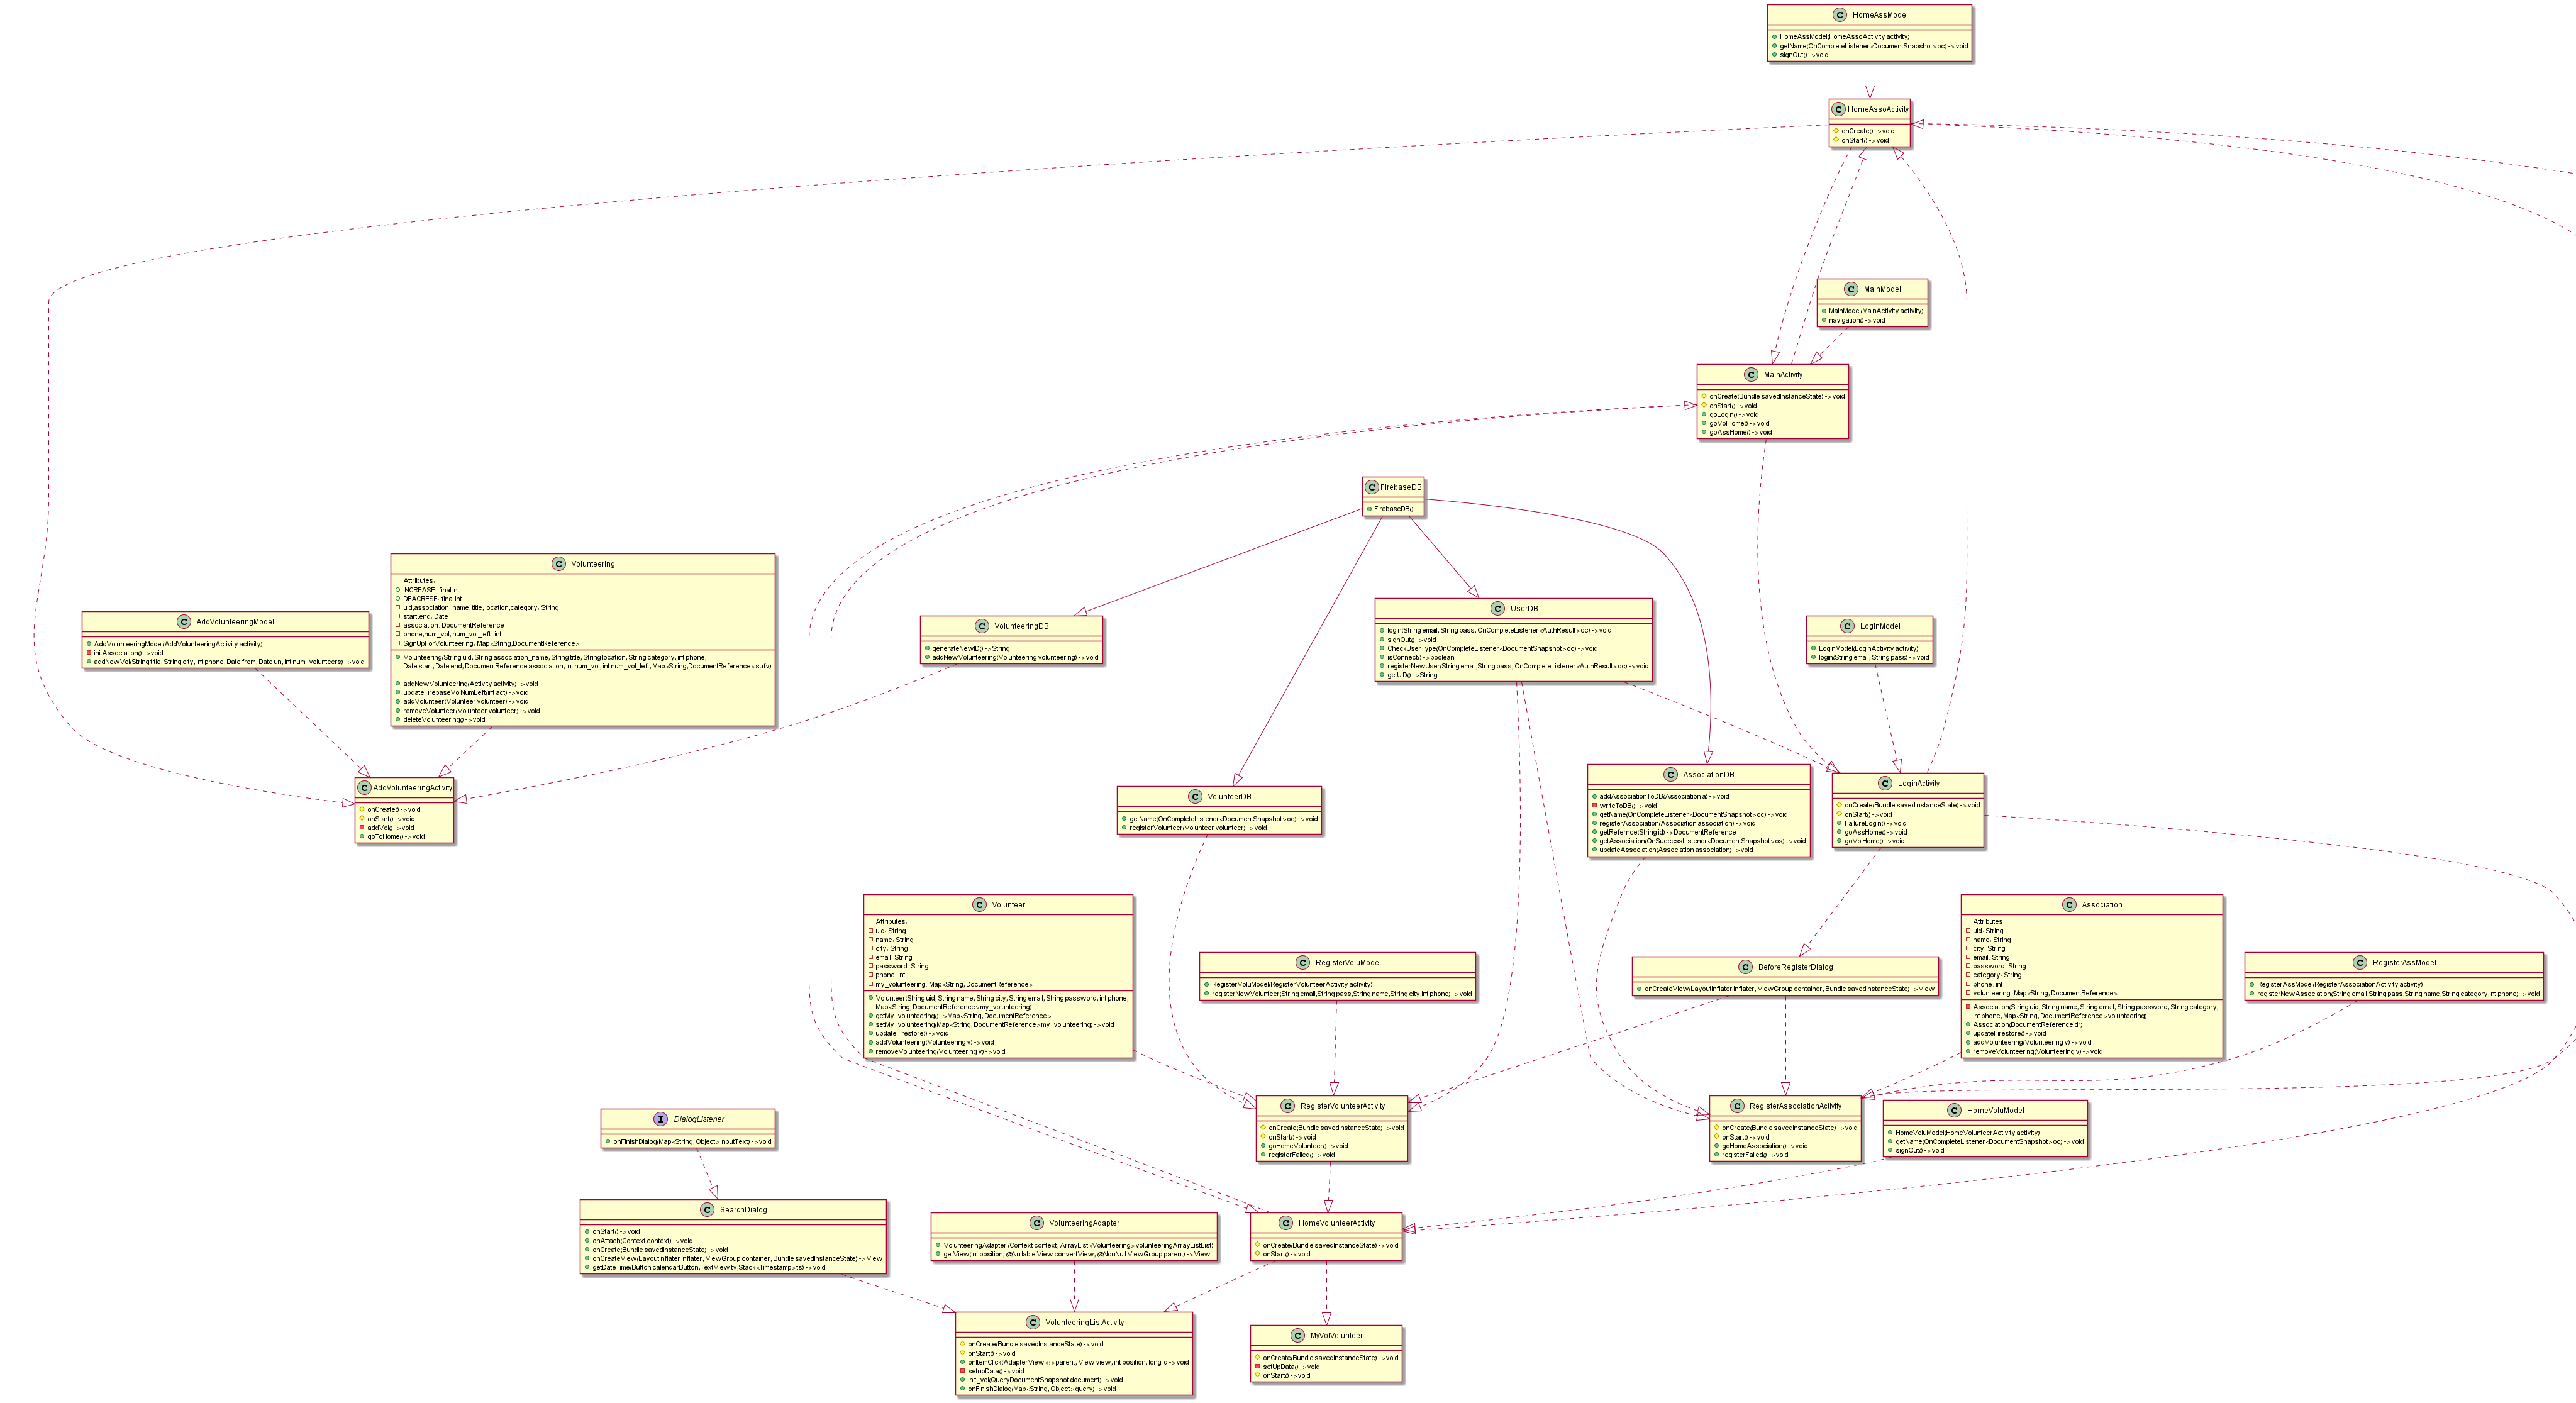 C HomeAssModel
HomeAssModel(HomeAssoActivity activity)
getName(OnCompleteListener<DocumentSnapshot> oc) -> void
signOut() -> void
C HomeAssoActivity
onCreate() -> void
onStart() -> void
C MainModel
MainModel(MainActivity activity)
navigation() -> void
C MainActivity
onCreate(Bundle savedInstanceState) -> void
onStart() -> void
goLogin() -> void
goVolHome() -> void
goAssHome() -> void
C FirebaseDB
FirebaseDB()
C Volunteering
Attributes:
INCREASE: final int
DEACRESE: final int
uid,association_name, title, location,category: String
start,end: Date
association: DocumentReference
phone,num_vol, num_vol_left: int
SignUpForVolunteering: Map<String,DocumentReference>
Volunteering(String uid, String association_name, String title, String location, String category, int phone,
Date start, Date end, DocumentReference association, int num_vol, int num_vol_left, Map<String,DocumentReference> sufv)
addNewVolunteering(Activity activity) -> void
updateFirebaseVolNumLeft(int act) -> void
addVolunteer(Volunteer volunteer) -> void
removeVolunteer(Volunteer volunteer) -> void
deleteVolunteering() -> void
C AddVolunteeringModel
AddVolunteeringModel(AddVolunteeringActivity activity)
initAssociation() -> void
addNewVol(String title, String city, int phone, Date from, Date un, int num_volunteers) -> void
C VolunteeringDB
generateNewID() -> String
addNewVolunteering(Volunteering volunteering) -> void
C UserDB
login(String email, String pass, OnCompleteListener<AuthResult> oc) -> void
signOut() -> void
CheckUserType(OnCompleteListener<DocumentSnapshot> oc) -> void
isConnect() -> boolean
registerNewUser(String email,String pass, OnCompleteListener<AuthResult> oc) -> void
getUID() -> String
C LoginModel
LoginModel(LoginActivity activity)
login(String email, String pass) -> void
C AddVolunteeringActivity
onCreate() -> void
onStart() -> void
addVol() -> void
goToHome() -> void
C VolunteerDB
getName(OnCompleteListener<DocumentSnapshot> oc) -> void
registerVolunteer(Volunteer volunteer) -> void
C AssociationDB
addAssociationToDB(Association a) -> void
writeToDB() -> void
getName(OnCompleteListener<DocumentSnapshot> oc) -> void
registerAssociation(Association association) -> void
getRefernce(String id) -> DocumentReference
getAssociation(OnSuccessListener<DocumentSnapshot> os) -> void
updateAssociation(Association association) -> void
C LoginActivity
onCreate(Bundle savedInstanceState) -> void
onStart() -> void
FailureLogin() -> void
goAssHome() -> void
goVolHome() -> void
C Volunteer
Attributes:
uid: String
name: String
city: String
email: String
password: String
phone: int
my_volunteering: Map<String, DocumentReference>
Volunteer(String uid, String name, String city, String email, String password, int phone,
Map<String, DocumentReference> my_volunteering)
getMy_volunteering() -> Map<String, DocumentReference>
setMy_volunteering(Map<String, DocumentReference> my_volunteering) -> void
updateFirestore() -> void
addVolunteering(Volunteering v) -> void
removeVolunteering(Volunteering v) -> void
C RegisterVoluModel
RegisterVoluModel(RegisterVolunteerActivity activity)
registerNewVolunteer(String email,String pass,String name,String city,int phone) -> void
C BeforeRegisterDialog
onCreateView(LayoutInflater inflater, ViewGroup container, Bundle savedInstanceState) -> View
C Association
Attributes:
uid: String
name: String
city: String
email: String
password: String
category: String
phone: int
volunteering: Map<String, DocumentReference>
Association(String uid, String name, String email, String password, String category,
int phone, Map<String, DocumentReference> volunteering)
Association(DocumentReference dr)
updateFirestore() -> void
addVolunteering(Volunteering v) -> void
removeVolunteering(Volunteering v) -> void
C RegisterAssModel
RegisterAssModel(RegisterAssociationActivity activity)
registerNewAssociation(String email,String pass,String name,String category,int phone) -> void
C RegisterVolunteerActivity
onCreate(Bundle savedInstanceState) -> void
onStart() -> void
goHomeVolunteer() -> void
registerFailed() -> void
C RegisterAssociationActivity
onCreate(Bundle savedInstanceState) -> void
onStart() -> void
goHomeAssociation() -> void
registerFailed() -> void
C HomeVoluModel
HomeVoluModel(HomeVolunteerActivity activity)
getName(OnCompleteListener<DocumentSnapshot> oc) -> void
signOut() -> void
I DialogListener
onFinishDialog(Map<String, Object> inputText) -> void
C SearchDialog
onStart() -> void
onAttach(Context context) -> void
onCreate(Bundle savedInstanceState) -> void
onCreateView(LayoutInflater inflater, ViewGroup container, Bundle savedInstanceState) -> View
getDateTime(Button calendarButton,TextView tv,Stack<Timestamp> ts) -> void
C VolunteeringAdapter
VolunteeringAdapter (Context context, ArrayList<Volunteering> volunteeringArrayListList)
getView(int position, @Nullable View convertView, @NonNull ViewGroup parent) -> View
C HomeVolunteerActivity
onCreate(Bundle savedInstanceState) -> void
onStart() -> void
C VolunteeringListActivity
onCreate(Bundle savedInstanceState) -> void
onStart() -> void
onItemClick(AdapterView<?> parent, View view, int position, long id -> void
setupData() -> void
init_vol(QueryDocumentSnapshot document) -> void
onFinishDialog(Map<String, Object> query) -> void
C MyVolVolunteer
onCreate(Bundle savedInstanceState) -> void
setUpData() -> void
onStart() -> void